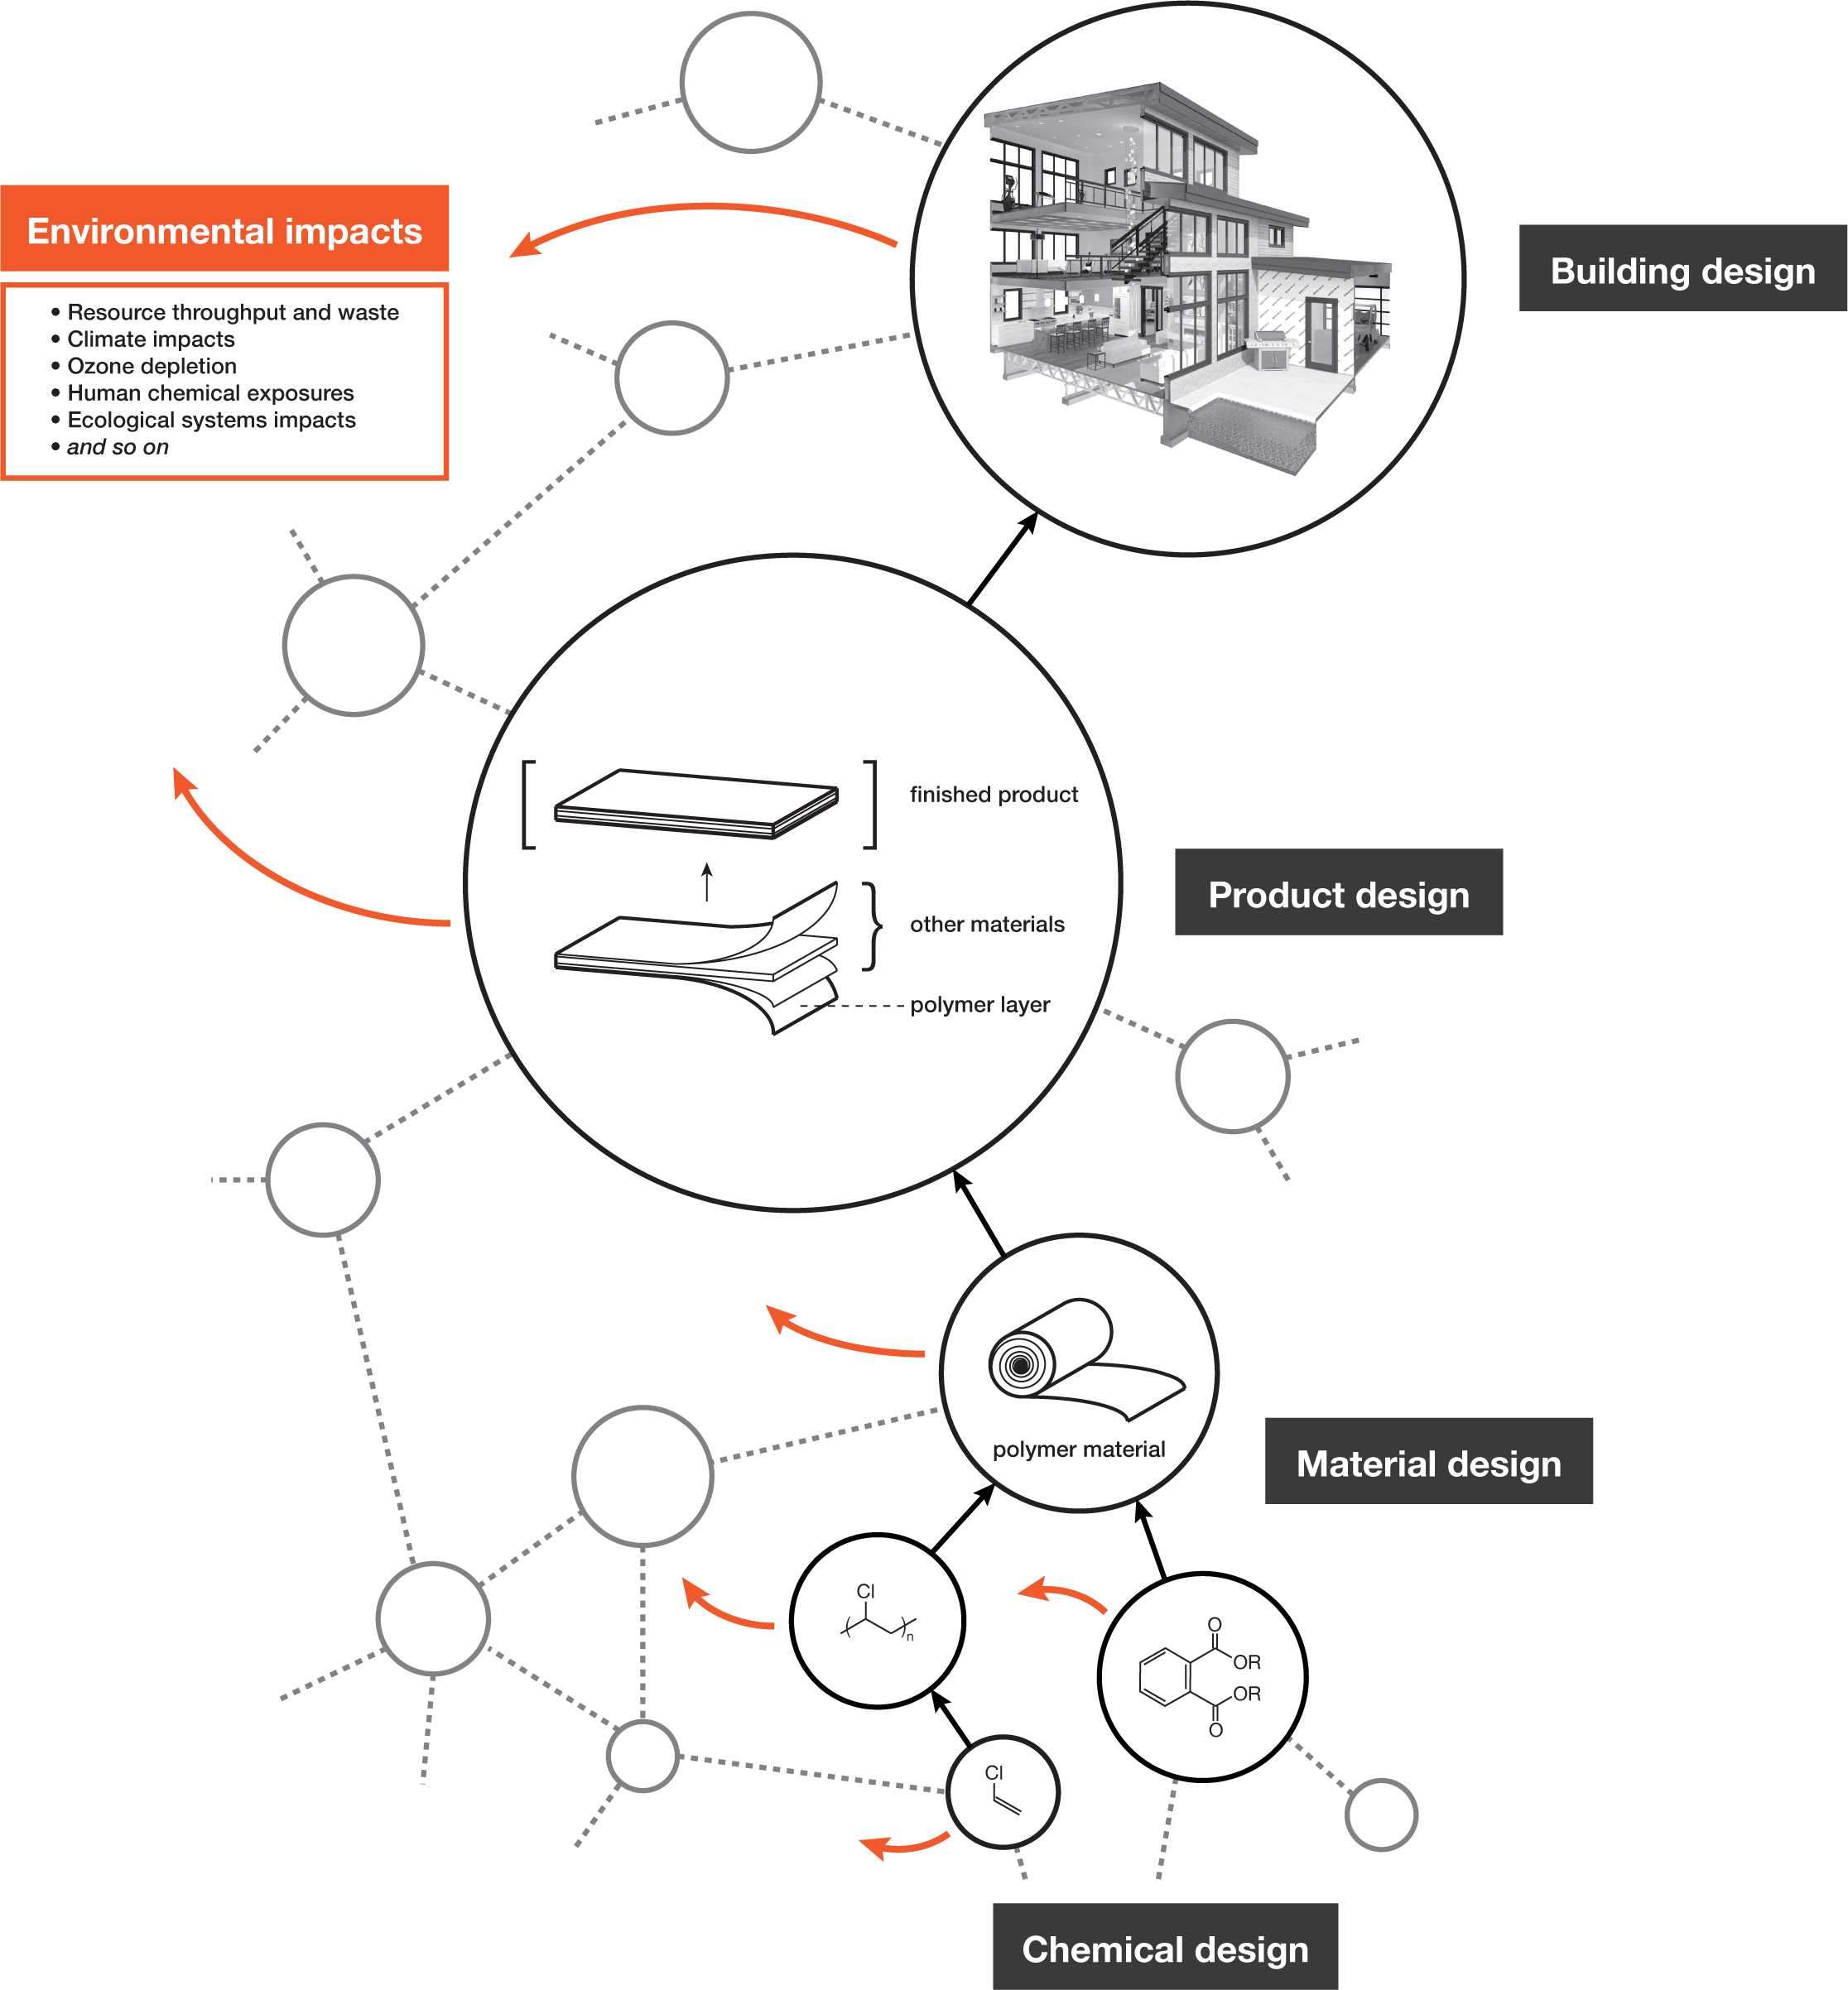 Environmental impacts
• Resource throughput and waste
• Climate impacts
• Ozone depletion
• Human chemical exposures
• Ecological systems impacts
• and so on
Building design
finished product
other materials
polymer layer
Product design
polymer material
Material design
Cl
n
O
OR
OR
O
Cl
Chemical design